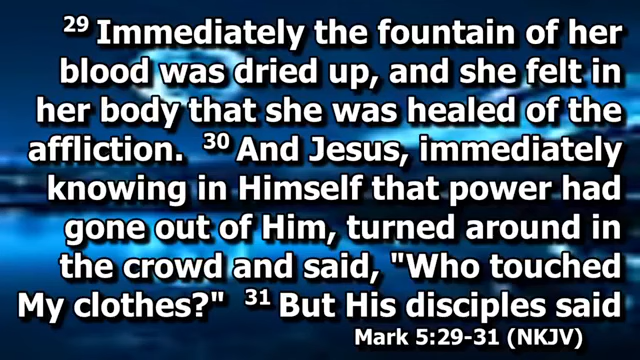 29 Immediately the fountain of her
blood was dried up, and she felt in
her body that she was healed of the
affliction. 30 And Jesus, immediately
knowing in Himself that power had
gone out of Him, turned around in
the crowd and said, "Who touched
My clothes?" 31 But His disciples said
Mark 5:29-31 (NKJV)